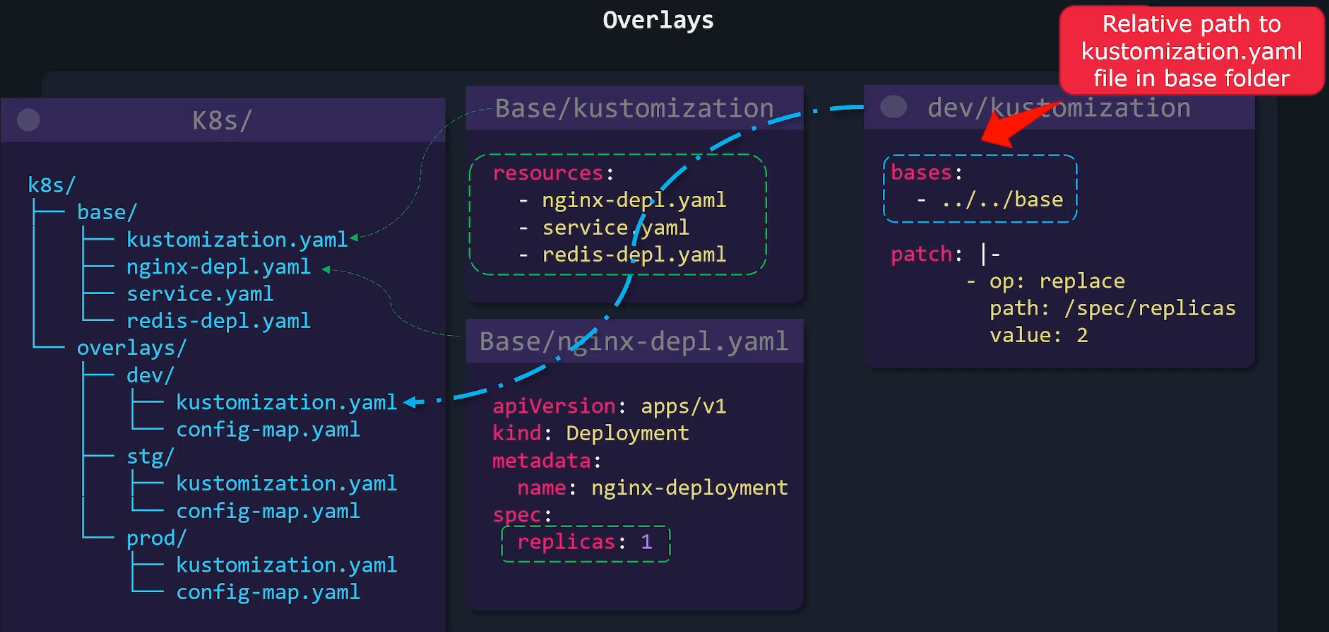 Overlays
Relative path to
kustomization.yaml
file in base folder
K8s/
k8s/
base/
kustomization.yaml
nginx-depl.yaml
service.yaml
redis-depl.yaml
overlays/
dev/
kustomization.yaml
config-map.yaml
stg/
kustomization.yaml
config-map.yaml
prod/
kustomization.yaml
config-map.yaml
Base/kustomization
resources:
- nginx-depl.yaml
- service.yaml
- redis-depl.yaml
Base/nginx-depl.yaml
apiVersion: apps/v1
kind: Deployment
metadata:
name: nginx-deployment
spec:
replicas: 1
dev/kustomization
bases:
- ../../base
patch: |-
- op: replace
path: /spec/replicas
value: 2